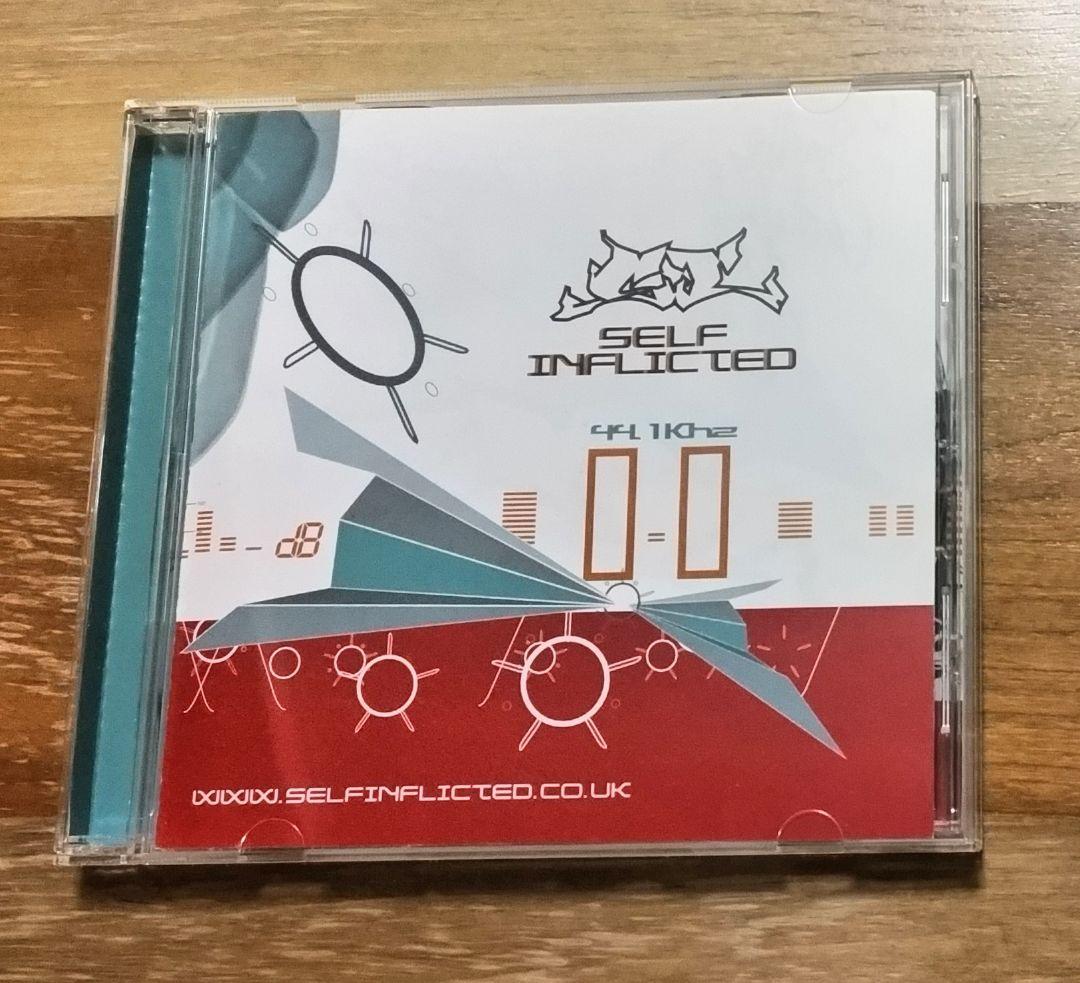 SELF
INFLICTED
44.1Khz
0-0
dB
WWW.SELFINFLICTED.CO.UK